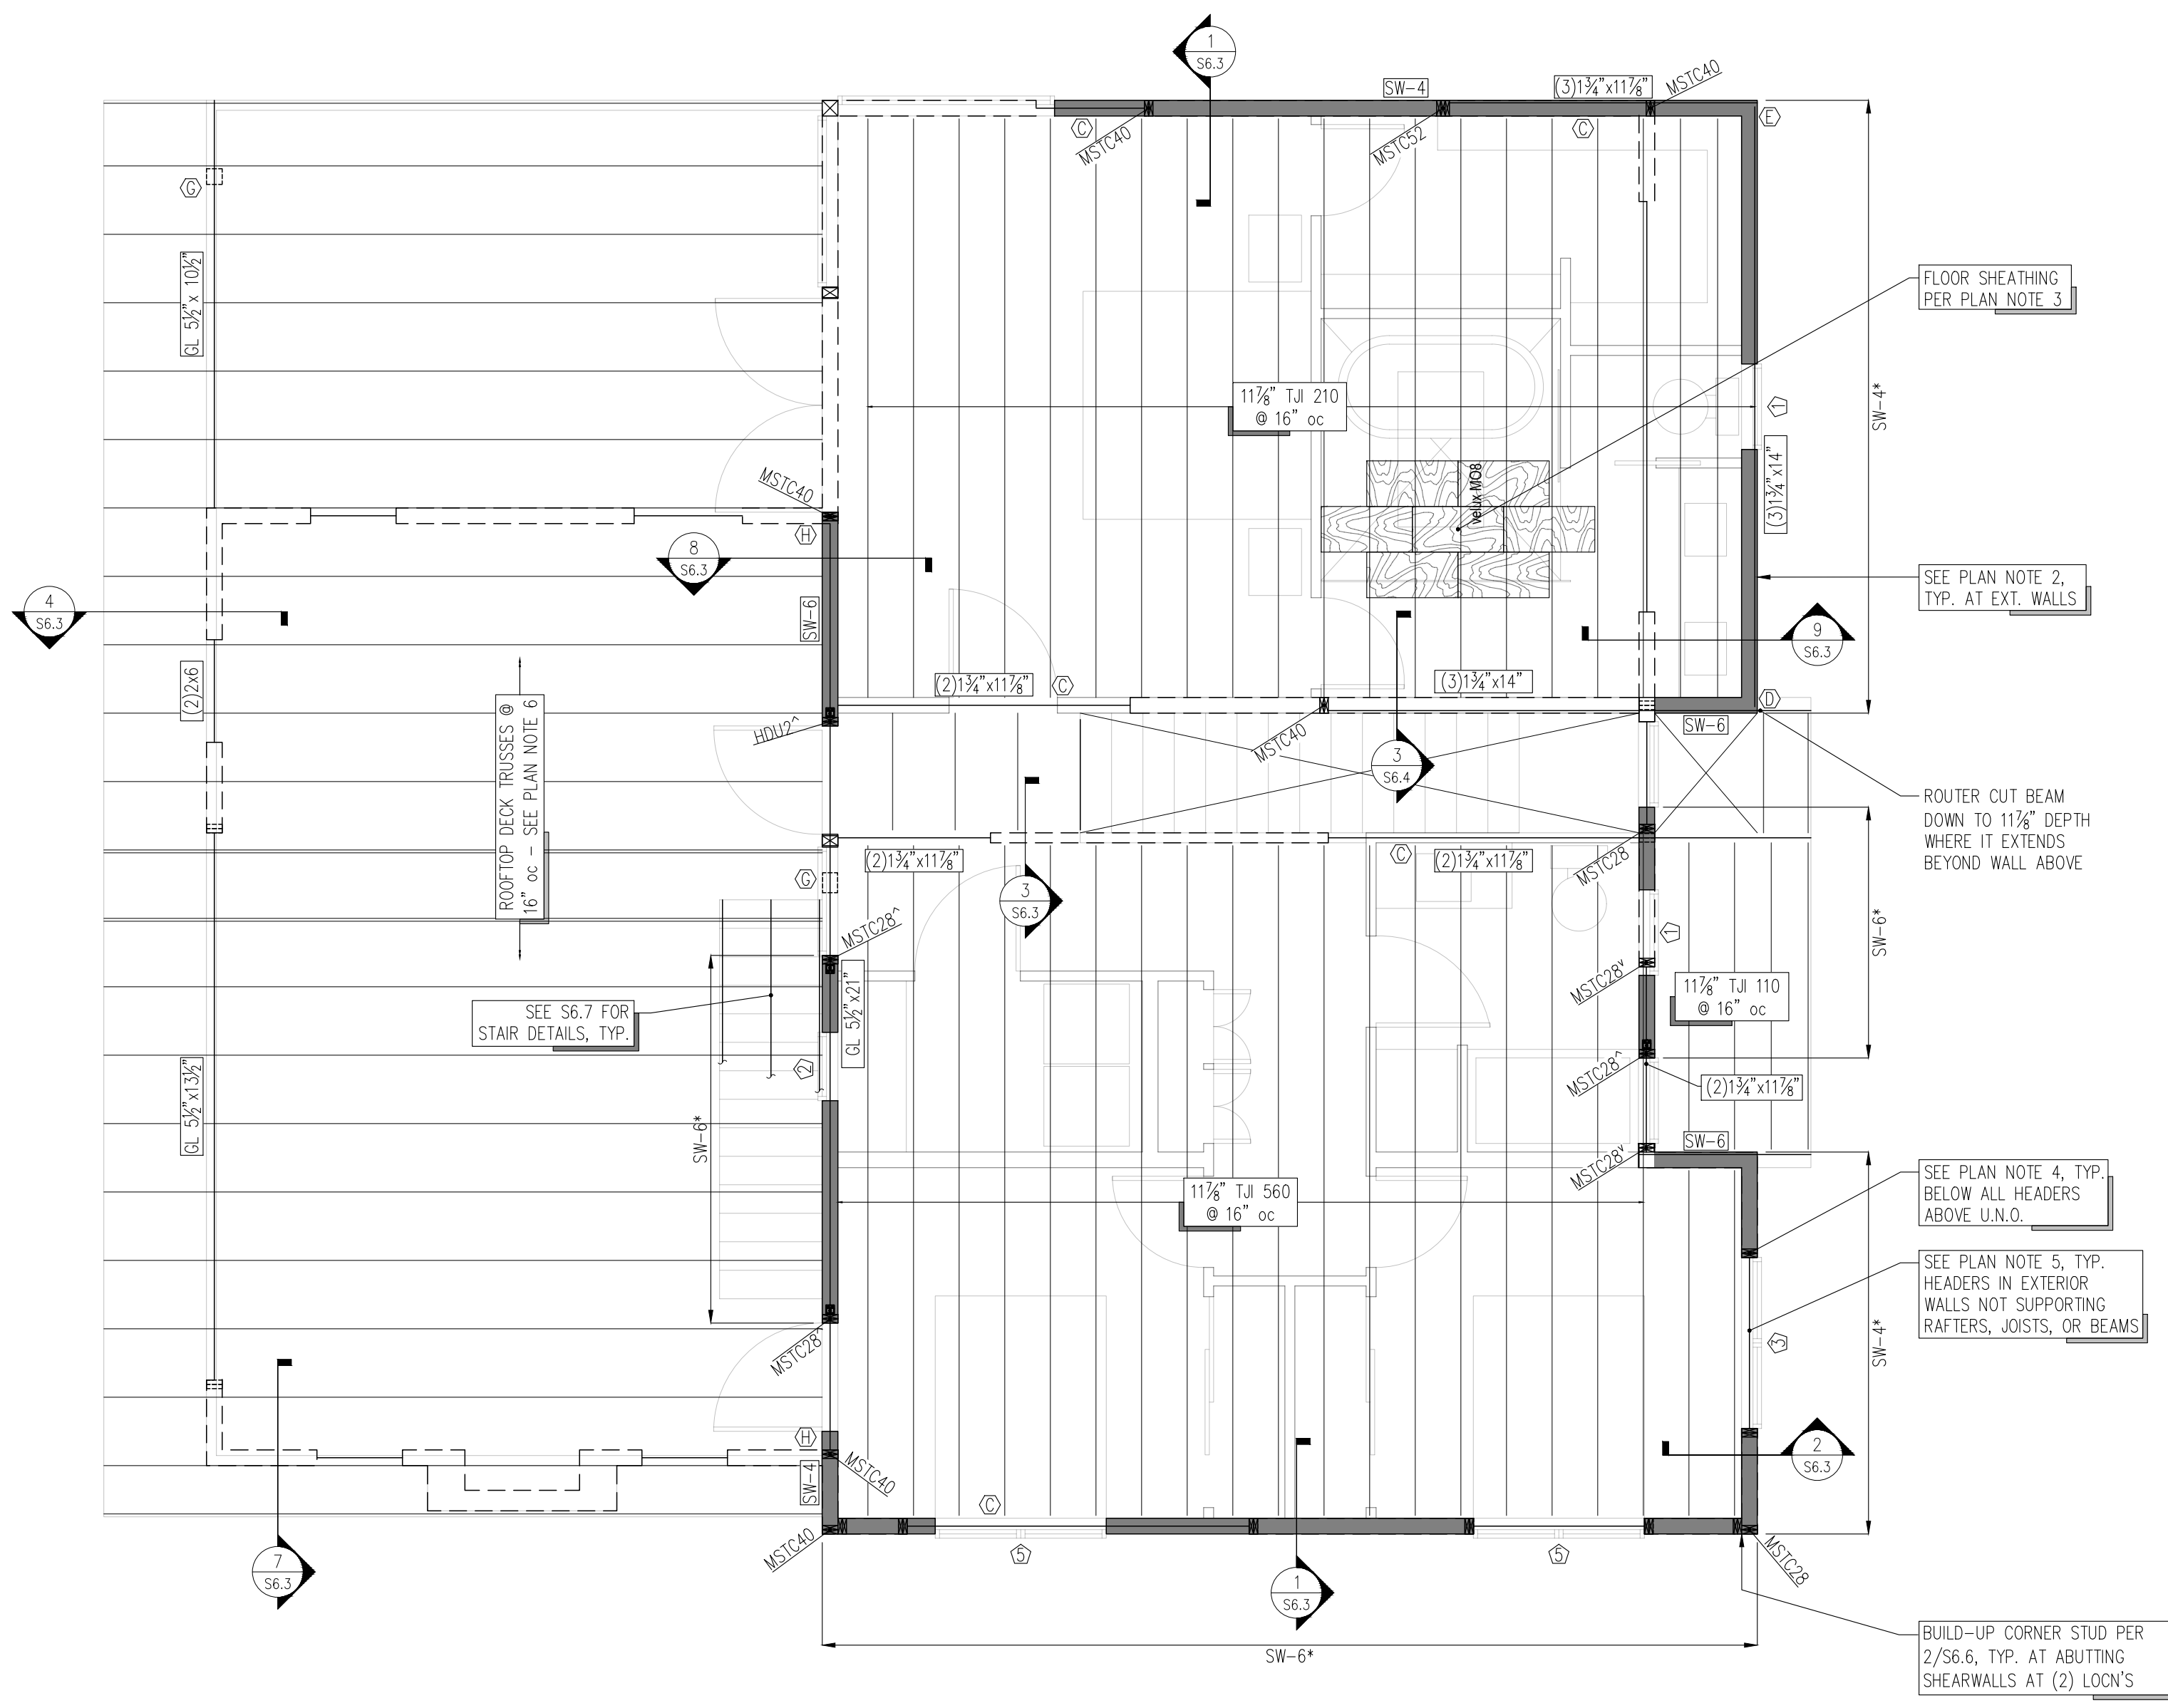 1
S6.3
SW-4
(3)1¾"x11⅞"
MSTC40
C
MSTC40
MSTC52
C
E
G
GL 5½"x 10½"
FLOOR SHEATHING
PER PLAN NOTE 3
11⅞" TJI 210
@ 16" oc
SW-4*
1
(3)1¾"x14"
velux MO8
MSTC40
H
8
S6.3
SW-6
SEE PLAN NOTE 2,
TYP. AT EXT. WALLS
4
S6.3
9
S6.3
(2)2x6
(2)1¾"x11⅞"
C
(3)1¾"x14"
D
SW-6
ROOFTOP DECK TRUSSES @
16" oc - SEE PLAN NOTE 6
HDU2^
MSTC40
3
S6.4
ROUTER CUT BEAM
DOWN TO 11⅞" DEPTH
WHERE IT EXTENDS
BEYOND WALL ABOVE
(2)1¾"x11⅞"
C
(2)1¾"x11⅞"
MSTC28
G
3
S6.3
MSTC28^
1
SW-6*
MSTC28ᵛ
11⅞" TJI 110
@ 16" oc
SEE S6.7 FOR
STAIR DETAILS, TYP.
GL 5½"x21"
2
GL 5½"x13½"
SW-6*
MSTC28^
(2)1¾"x11⅞"
SW-6
MSTC28ᵛ
11⅞" TJI 560
@ 16" oc
SEE PLAN NOTE 4, TYP.
BELOW ALL HEADERS
ABOVE U.N.O.
SEE PLAN NOTE 5, TYP.
HEADERS IN EXTERIOR
WALLS NOT SUPPORTING
RAFTERS, JOISTS, OR BEAMS
3
SW-4*
MSTC28^
H
MSTC40
SW-4
2
S6.3
C
MSTC40
5
5
MSTC28
7
S6.3
1
S6.3
SW-6*
BUILD-UP CORNER STUD PER
2/S6.6, TYP. AT ABUTTING
SHEARWALLS AT (2) LOCN'S